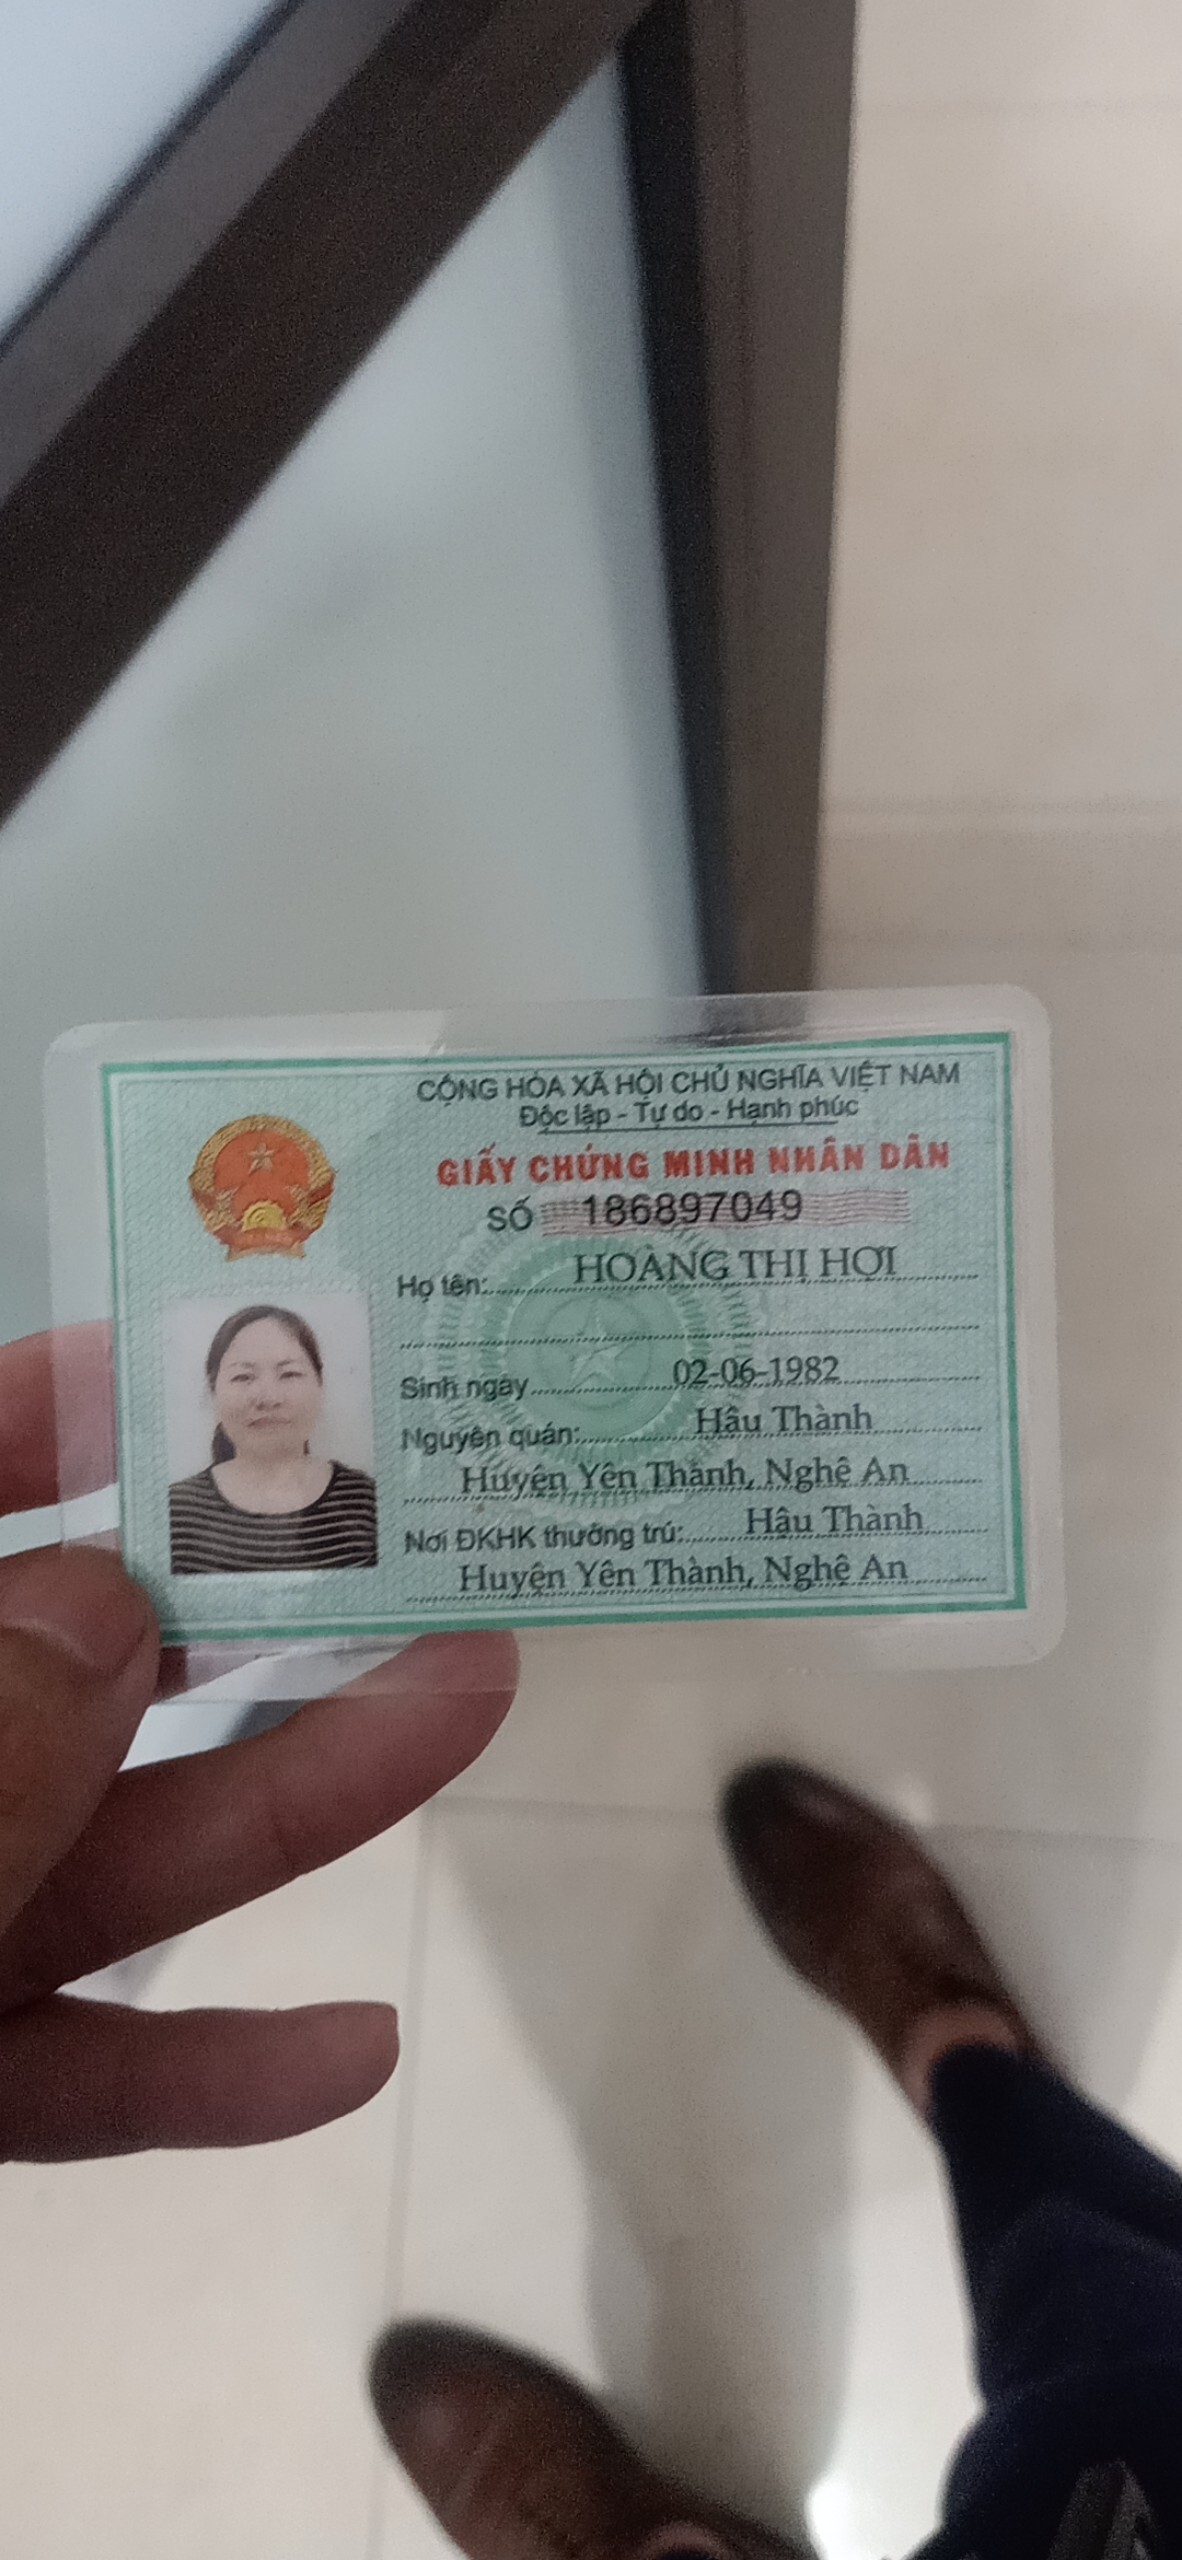 CỘNG HÒA XÃ HỘI CHỦ NGHĨA VIỆT NAM
Độc lập - Tự do - Hạnh phúc
GIẤY CHỨNG MINH NHÂN DÂN
SỐ 186897049
Họ tên: HOÀNG THỊ HƠI
Sinh ngày 02-06-1982
Nguyên quán: Hậu Thành
Huyện Yên Thành, Nghệ An
Nơi ĐKHK thường trú: Hậu Thành
Huyện Yên Thành, Nghệ An